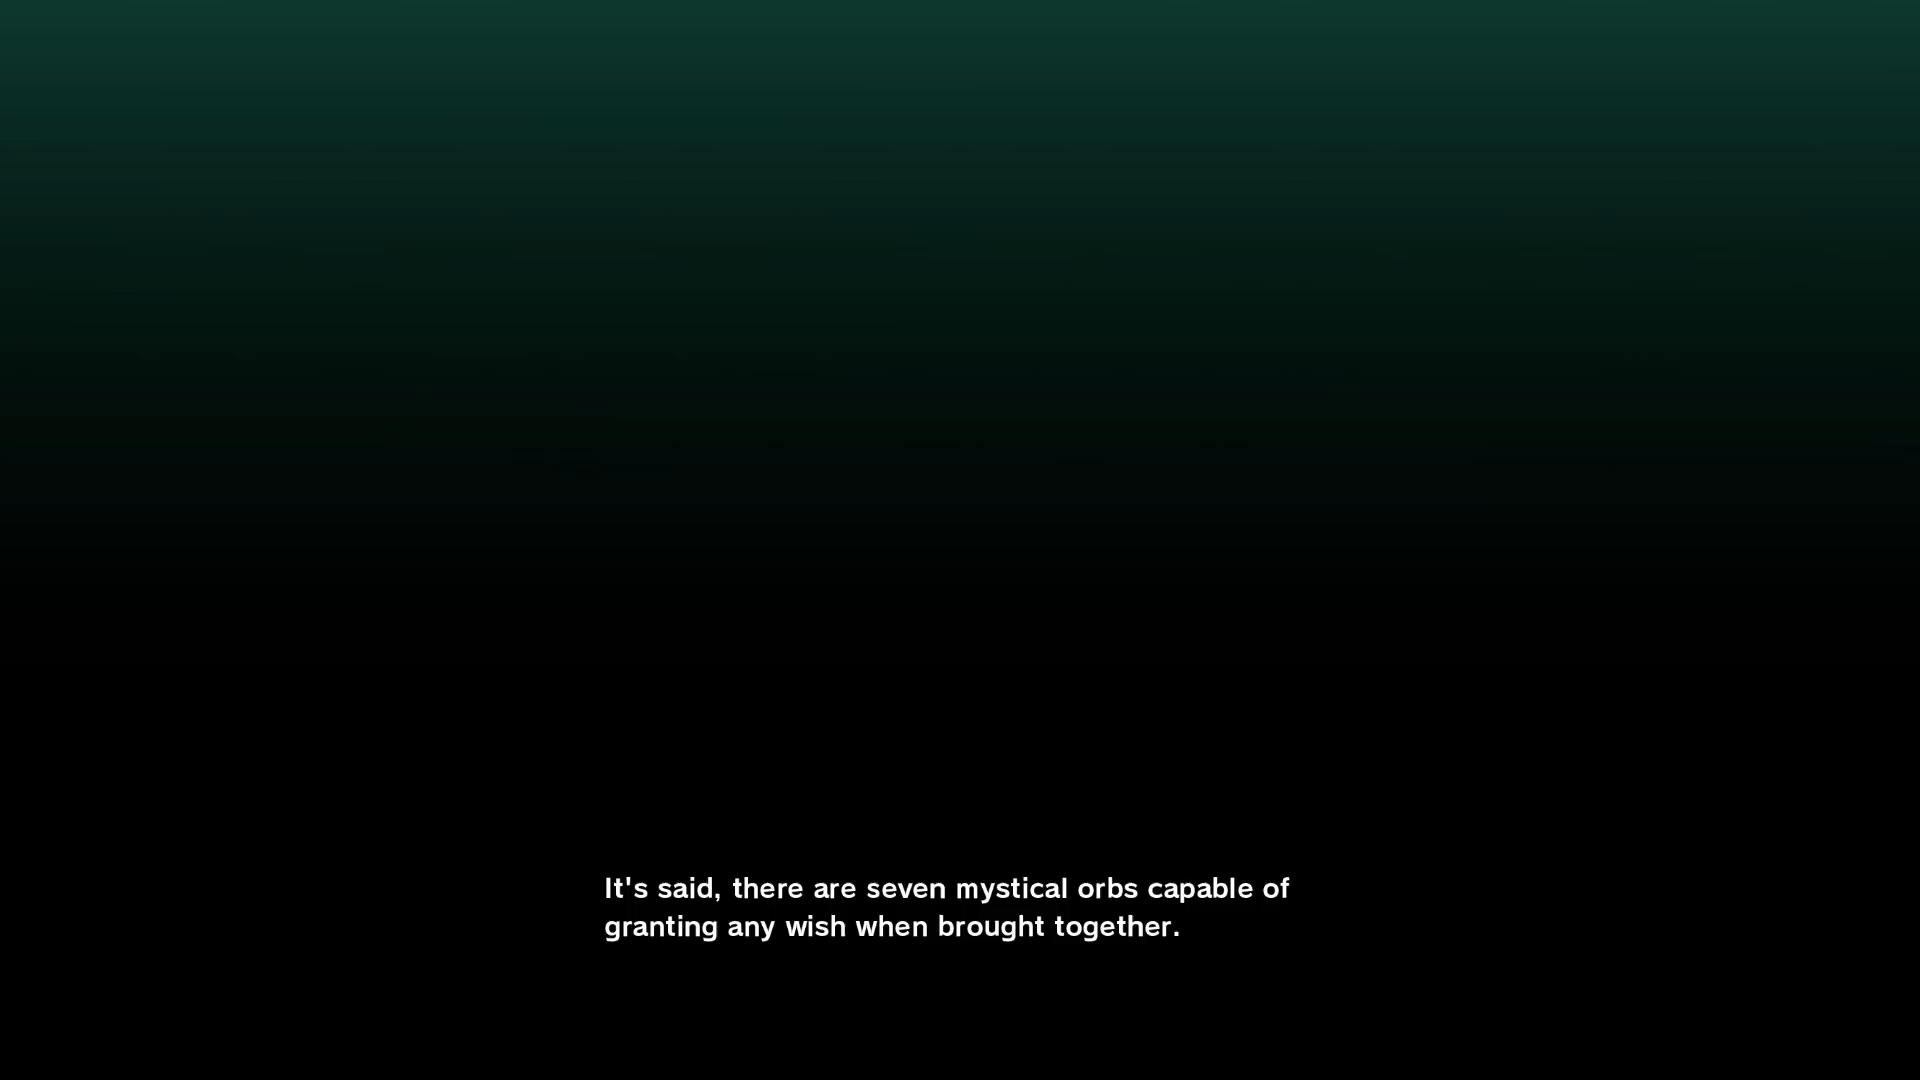 It's said, there are seven mystical orbs capable of
granting any wish when brought together.